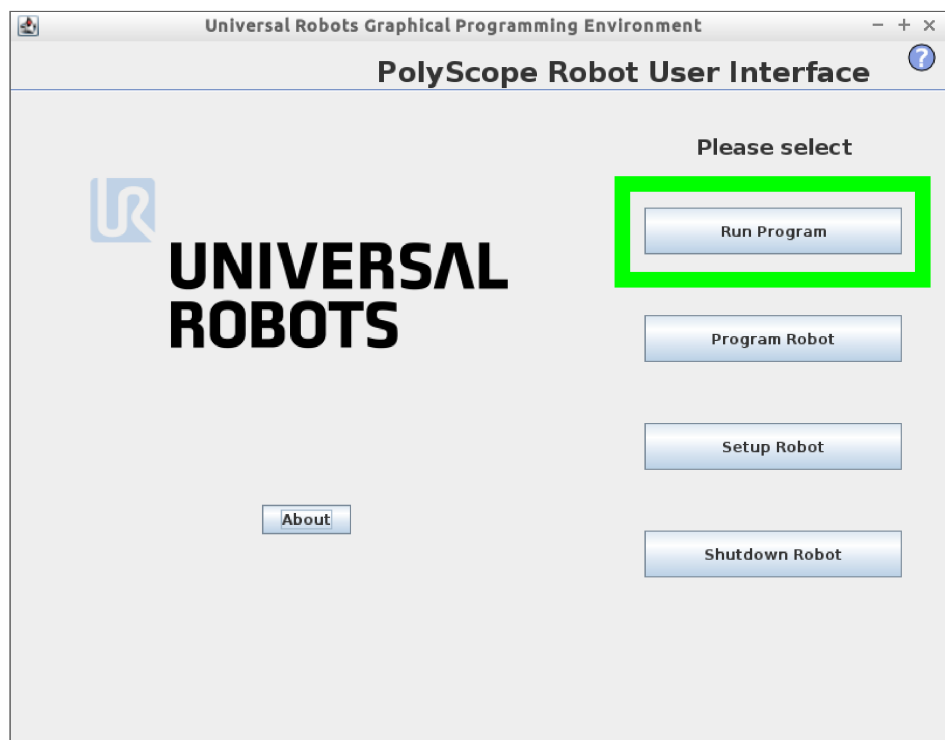 Universal Robots Graphical Programming Environment
PolyScope Robot User Interface
?
Please select
UR
UNIVERSAL
ROBOTS
Run Program
Program Robot
Setup Robot
About
Shutdown Robot